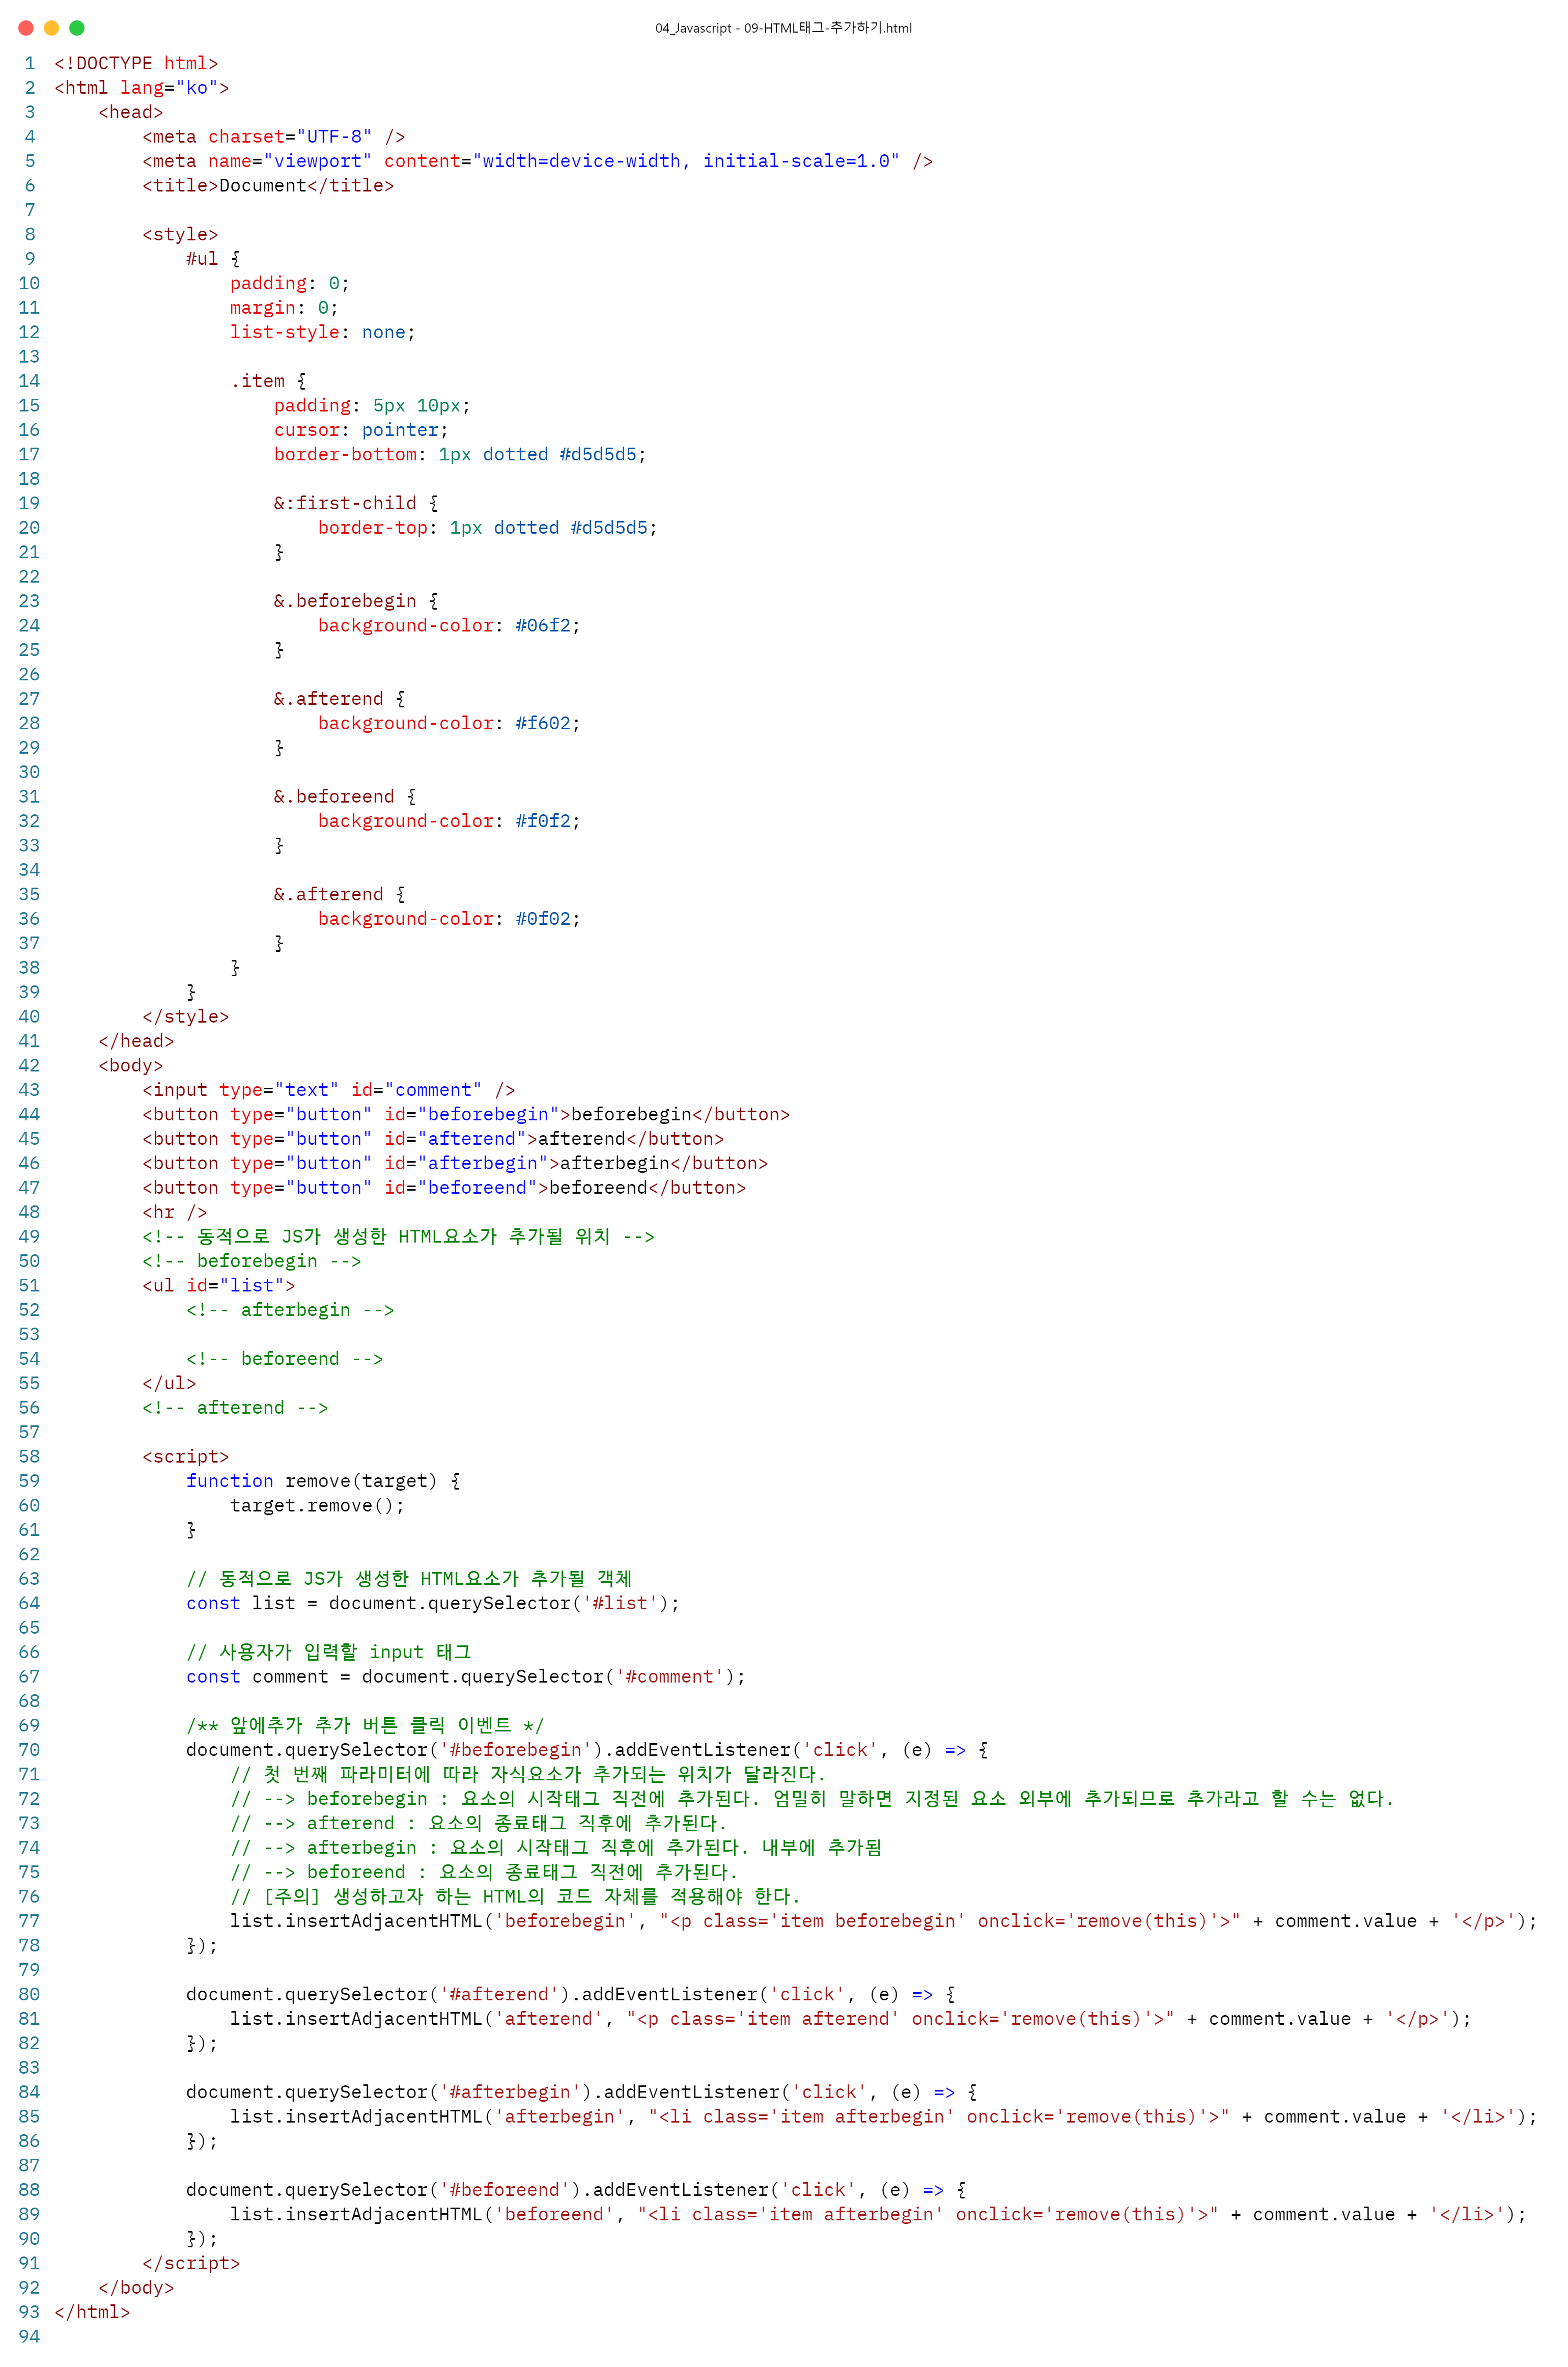 04_Javascript - 09-HTML태그-추가하기.html
1 <!DOCTYPE html>
2 <html lang="ko">
3     <head>
4         <meta charset="UTF-8" />
5         <meta name="viewport" content="width=device-width, initial-scale=1.0" />
6         <title>Document</title>
7
8         <style>
9             #ul {
10                 padding: 0;
11                 margin: 0;
12                 list-style: none;
13
14                 .item {
15                     padding: 5px 10px;
16                     cursor: pointer;
17                     border-bottom: 1px dotted #d5d5d5;
18
19                     &:first-child {
20                         border-top: 1px dotted #d5d5d5;
21                     }
22
23                     &.beforebegin {
24                         background-color: #06f2;
25                     }
26
27                     &.afterend {
28                         background-color: #f602;
29                     }
30
31                     &.beforeend {
32                         background-color: #f0f2;
33                     }
34
35                     &.afterend {
36                         background-color: #0f02;
37                     }
38                 }
39             }
40         </style>
41     </head>
42     <body>
43         <input type="text" id="comment" />
44         <button type="button" id="beforebegin">beforebegin</button>
45         <button type="button" id="afterend">afterend</button>
46         <button type="button" id="afterbegin">afterbegin</button>
47         <button type="button" id="beforeend">beforeend</button>
48         <hr />
49         <!-- 동적으로 JS가 생성한 HTML요소가 추가될 위치 -->
50         <!-- beforebegin -->
51         <ul id="list">
52             <!-- afterbegin -->
53
54             <!-- beforeend -->
55         </ul>
56         <!-- afterend -->
57
58         <script>
59             function remove(target) {
60                 target.remove();
61             }
62
63             // 동적으로 JS가 생성한 HTML요소가 추가될 객체
64             const list = document.querySelector('#list');
65
66             // 사용자가 입력할 input 태그
67             const comment = document.querySelector('#comment');
68
69             /** 앞에추가 추가 버튼 클릭 이벤트 */
70             document.querySelector('#beforebegin').addEventListener('click', (e) => {
71                 // 첫 번째 파라미터에 따라 자식요소가 추가되는 위치가 달라진다.
72                 // --> beforebegin : 요소의 시작태그 직전에 추가된다. 엄밀히 말하면 지정된 요소 외부에 추가되므로 추가라고 할 수는 없다.
73                 // --> afterend : 요소의 종료태그 직후에 추가된다.
74                 // --> afterbegin : 요소의 시작태그 직후에 추가된다. 내부에 추가됨
75                 // --> beforeend : 요소의 종료태그 직전에 추가된다.
76                 // [주의] 생성하고자 하는 HTML의 코드 자체를 적용해야 한다.
77                 list.insertAdjacentHTML('beforebegin', "<p class='item beforebegin' onclick='remove(this)'>" + comment.value + '</p>');
78             });
79
80             document.querySelector('#afterend').addEventListener('click', (e) => {
81                 list.insertAdjacentHTML('afterend', "<p class='item afterend' onclick='remove(this)'>" + comment.value + '</p>');
82             });
83
84             document.querySelector('#afterbegin').addEventListener('click', (e) => {
85                 list.insertAdjacentHTML('afterbegin', "<li class='item afterbegin' onclick='remove(this)'>" + comment.value + '</li>');
86             });
87
88             document.querySelector('#beforeend').addEventListener('click', (e) => {
89                 list.insertAdjacentHTML('beforeend', "<li class='item afterbegin' onclick='remove(this)'>" + comment.value + '</li>');
90             });
91         </script>
92     </body>
93 </html>
94